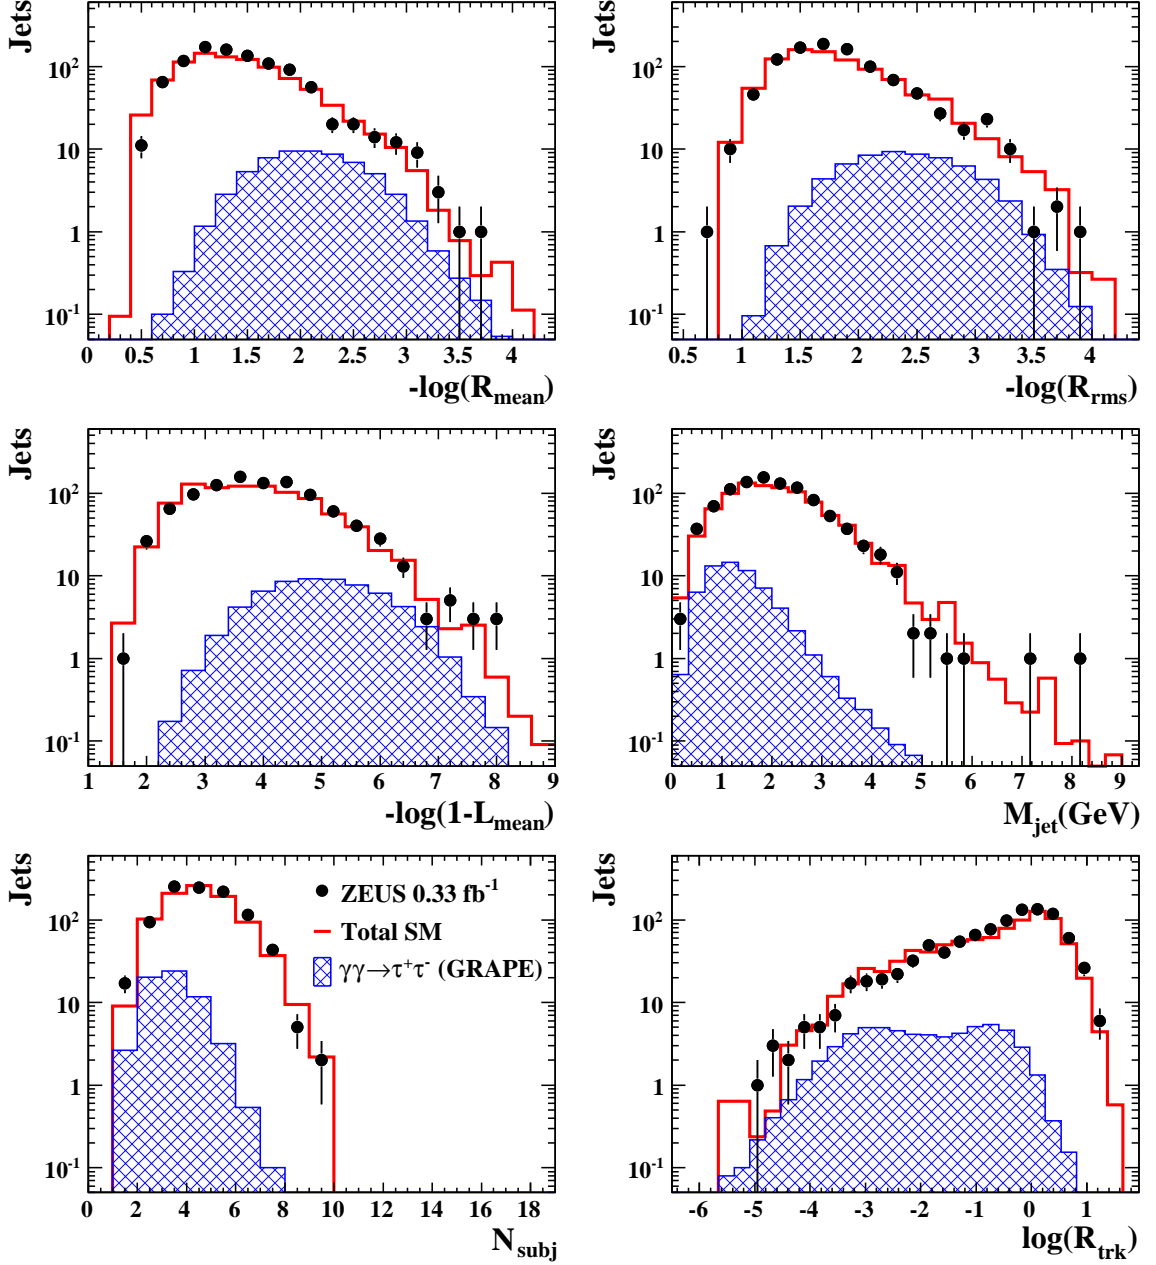 Jets
10²
10
1
10⁻¹
0 0.5 1 1.5 2 2.5 3 3.5 4
-log(R_mean)
Jets
10²
10
1
10⁻¹
0.5 1 1.5 2 2.5 3 3.5 4
-log(R_rms)
Jets
10²
10
1
10⁻¹
1 2 3 4 5 6 7 8 9
-log(1-L_mean)
Jets
10²
10
1
10⁻¹
0 1 2 3 4 5 6 7 8 9
M_jet(GeV)
Jets
10²
10
1
10⁻¹
ZEUS 0.33 fb⁻¹
Total SM
γγ→τ⁺τ⁻ (GRAPE)
0 2 4 6 8 10 12 14 16 18
N_subj
Jets
10²
10
1
10⁻¹
-6 -5 -4 -3 -2 -1 0 1
log(R_trk)